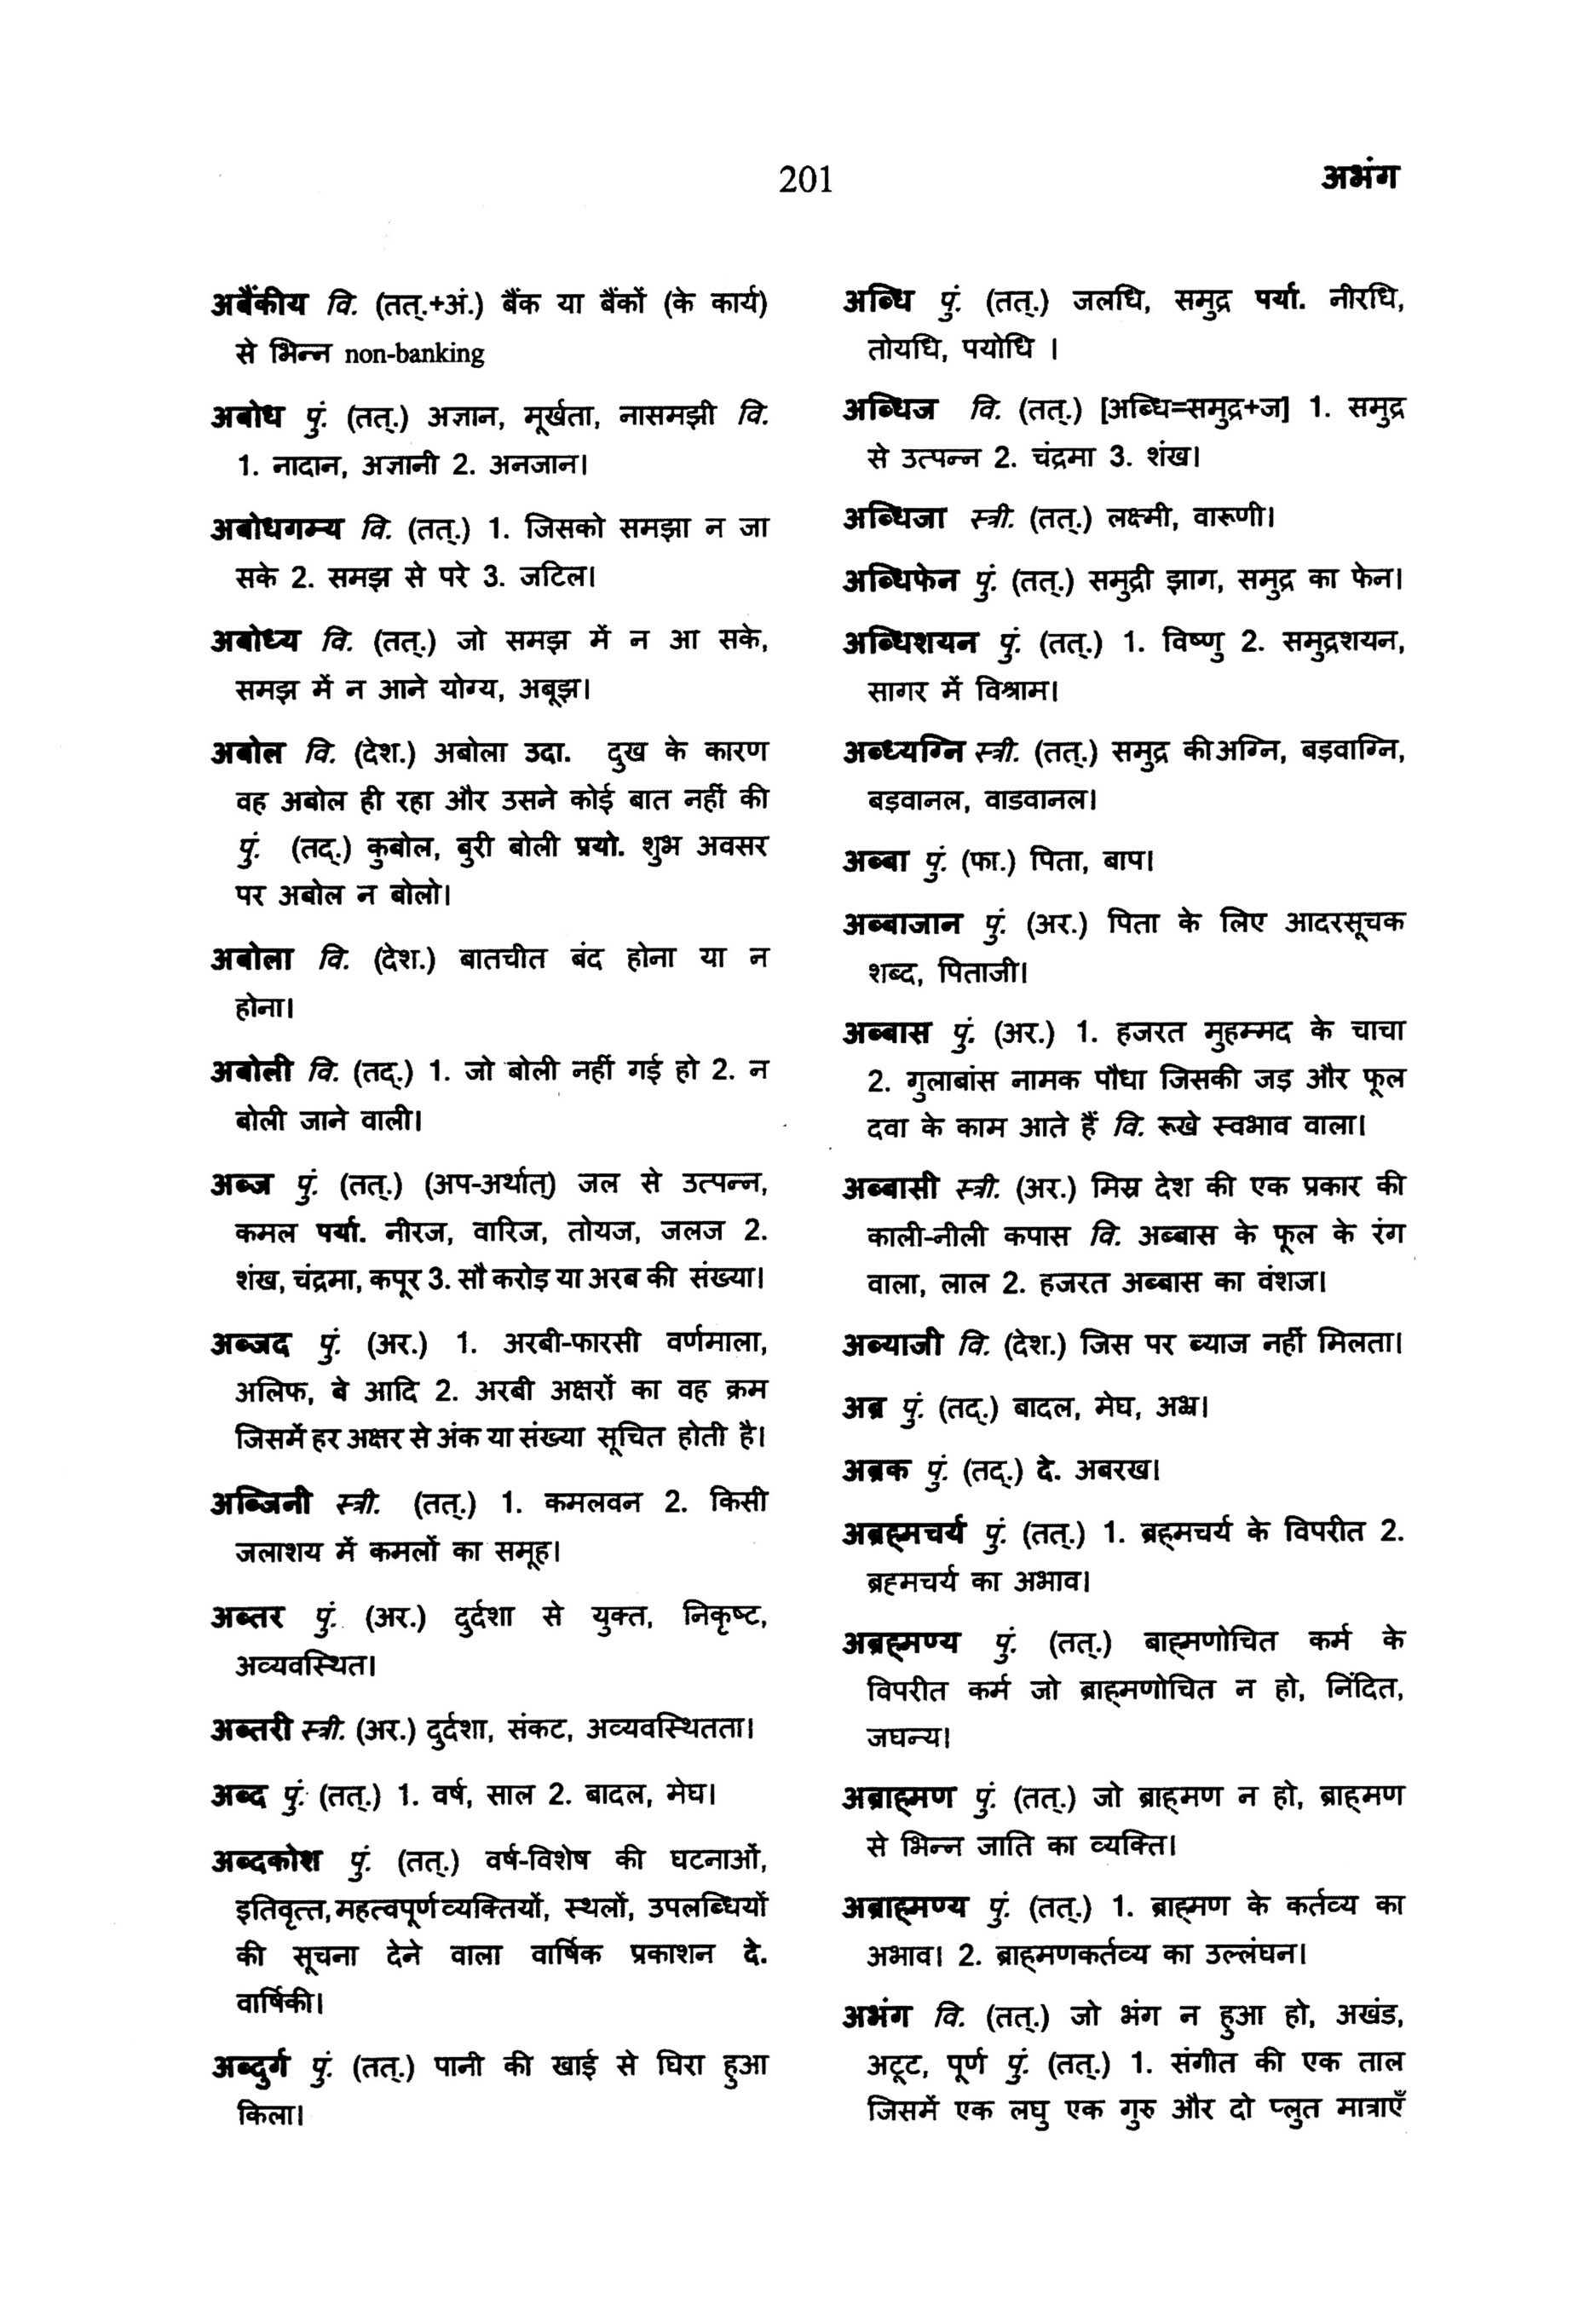 201
अभंग
अबैंकीय वि. (तत्.+अं.) बैंक या बैंकों (के कार्य)
से भिन्न non-banking
अबोध पुं. (तत्.) अज्ञान, मूर्खता, नासमझी वि.
1. नादान, अज्ञानी 2. अनजान।
अबोधगम्य वि. (तत्.) 1. जिसको समझा न जा
सके 2. समझ से परे 3. जटिल।
अबोध्य वि. (तत्.) जो समझ में न आ सके,
समझ में न आने योग्य, अबूझ।
अबोल वि. (देश.) अबोला उदा. दुख के कारण
वह अबोल ही रहा और उसने कोई बात नहीं की
पुं. (तद्.) कुबोल, बुरी बोली प्रयो. शुभ अवसर
पर अबोल न बोलो।
अबोला वि. (देश.) बातचीत बंद होना या न
होना।
अबोली वि. (तद्.) 1. जो बोली नहीं गई हो 2. न
बोली जाने वाली।
अब्ज पुं. (तत्.) (अप-अर्थात्) जल से उत्पन्न,
कमल पर्या. नीरज, वारिज, तोयज, जलज 2.
शंख, चंद्रमा, कपूर 3. सौ करोड़ या अरब की संख्या।
अब्जद पुं. (अर.) 1. अरबी-फारसी वर्णमाला,
अलिफ, बे आदि 2. अरबी अक्षरों का वह क्रम
जिसमें हर अक्षर से अंक या संख्या सूचित होती है।
अब्जिनी स्त्री. (तत्.) 1. कमलवन 2. किसी
जलाशय में कमलों का समूह।
अब्तर पुं. (अर.) दुर्दशा से युक्त, निकृष्ट,
अव्यवस्थित।
अब्तरी स्त्री. (अर.) दुर्दशा, संकट, अव्यवस्थितता।
अब्द पुं. (तत्.) 1. वर्ष, साल 2. बादल, मेघ।
अब्दकोश पुं. (तत्.) वर्ष-विशेष की घटनाओं,
इतिवृत्त, महत्वपूर्ण व्यक्तियों, स्थलों, उपलब्धियों
की सूचना देने वाला वार्षिक प्रकाशन दे.
वार्षिकी।
अब्दुर्ग पुं. (तत्.) पानी की खाई से घिरा हुआ
किला।
अब्धि पुं. (तत्.) जलधि, समुद्र पर्या. नीरधि,
तोयधि, पयोधि ।
अब्धिज वि. (तत्.) [अब्धि=समुद्र+ज] 1. समुद्र
से उत्पन्न 2. चंद्रमा 3. शंख।
अब्धिजा स्त्री. (तत्.) लक्ष्मी, वारूणी।
अब्धिफेन पुं. (तत्.) समुद्री झाग, समुद्र का फेन।
अब्धिशयन पुं. (तत्.) 1. विष्णु 2. समुद्रशयन,
सागर में विश्राम।
अब्ध्यग्नि स्त्री. (तत्.) समुद्र की अग्नि, बड़वाग्नि,
बड़वानल, वाडवानल।
अब्बा पुं. (फा.) पिता, बाप।
अब्बाजान पुं. (अर.) पिता के लिए आदरसूचक
शब्द, पिताजी।
अब्बास पुं. (अर.) 1. हजरत मुहम्मद के चाचा
2. गुलाबांस नामक पौधा जिसकी जड़ और फूल
दवा के काम आते हैं वि. रूखे स्वभाव वाला।
अब्बासी स्त्री. (अर.) मिस्र देश की एक प्रकार की
काली-नीली कपास वि. अब्बास के फूल के रंग
वाला, लाल 2. हजरत अब्बास का वंशज।
अब्याजी वि. (देश.) जिस पर ब्याज नहीं मिलता।
अब्र पुं. (तद्.) बादल, मेघ, अभ्र।
अब्रक पुं. (तद्.) दे. अबरख।
अब्रह्मचर्य पुं. (तत्.) 1. ब्रह्मचर्य के विपरीत 2.
ब्रह्मचर्य का अभाव।
अब्रह्मण्य पुं. (तत्.) बाह्मणोचित कर्म के
विपरीत कर्म जो ब्राह्मणोचित न हो, निंदित,
जघन्य।
अब्राह्मण पुं. (तत्.) जो ब्राह्मण न हो, ब्राह्मण
से भिन्न जाति का व्यक्ति।
अब्राह्मण्य पुं. (तत्.) 1. ब्राह्मण के कर्तव्य का
अभाव। 2. ब्राह्मणकर्तव्य का उल्लंघन।
अभंग वि. (तत्.) जो भंग न हुआ हो, अखंड,
अटूट, पूर्ण पुं. (तत्.) 1. संगीत की एक ताल
जिसमें एक लघु एक गुरु और दो प्लुत मात्राएँ